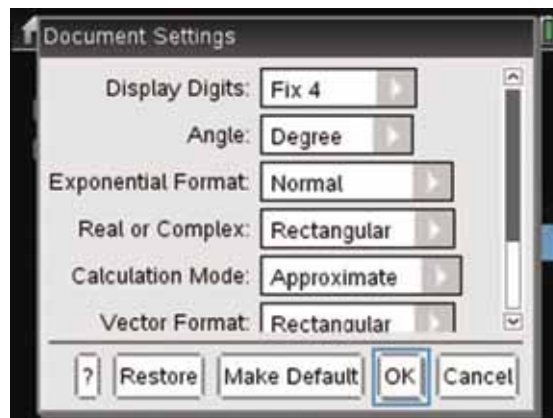 Document Settings
Display Digits: Fix 4
Angle: Degree
Exponential Format: Normal
Real or Complex: Rectangular
Calculation Mode: Approximate
Vector Format: Rectangular
? Restore Make Default OK Cancel